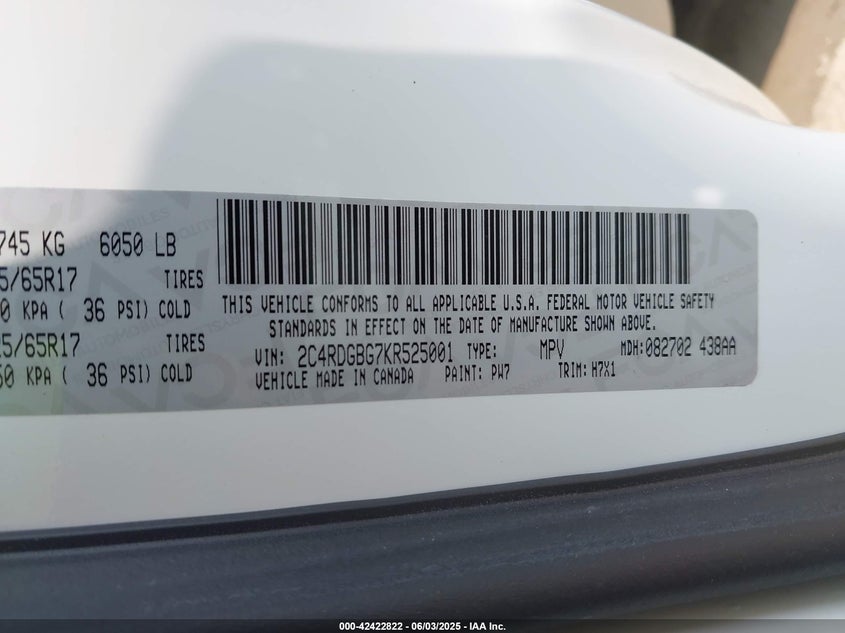 745 KG 6050 LB
5/65R17 TIRES
0 KPA ( 36 PSI) COLD
25/65R17 TIRES
50 KPA ( 36 PSI) COLD
THIS VEHICLE CONFORMS TO ALL APPLICABLE U.S.A. FEDERAL MOTOR VEHICLE SAFETY
STANDARDS IN EFFECT ON THE DATE OF MANUFACTURE SHOWN ABOVE.
VIN: 2C4RDGBG7KR525001 TYPE: MPV MDH: 082702 438AA
VEHICLE MADE IN CANADA PAINT: PW7 TRIM: H7X1
000-42422822 - 06/03/2025 - IAA Inc.